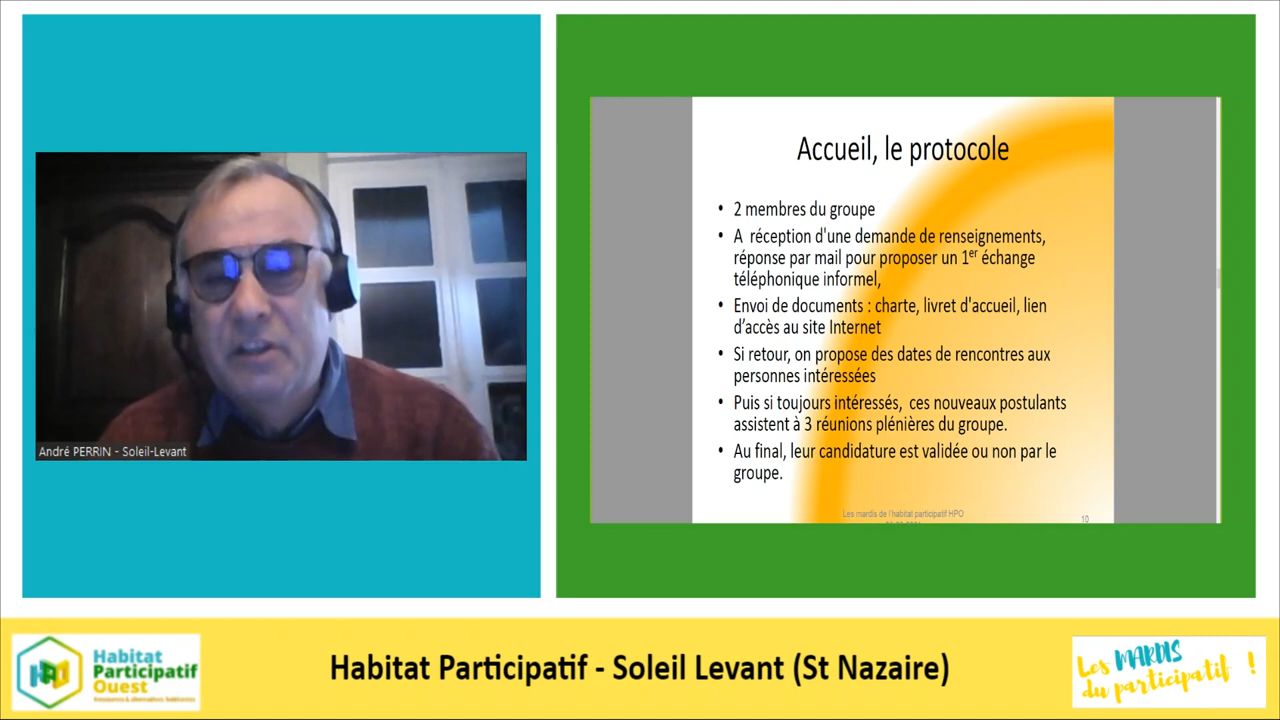 Accueil, le protocole
• 2 membres du groupe
• A réception d'une demande de renseignements,
réponse par mail pour proposer un 1er échange
téléphonique informel,
• Envoi de documents : charte, livret d'accueil, lien
d'accès au site Internet
• Si retour, on propose des dates de rencontres aux
personnes intéressées
• Puis si toujours intéressés, ces nouveaux postulants
assistent à 3 réunions plénières du groupe.
• Au final, leur candidature est validée ou non par le
groupe.
Les mardis de l'habitat participatif HPO
10
André PERRIN - Soleil-Levant
Habitat
Participatif
Ouest
Habitat Participatif - Soleil Levant (St Nazaire)
Les MARDIS
du participatif !